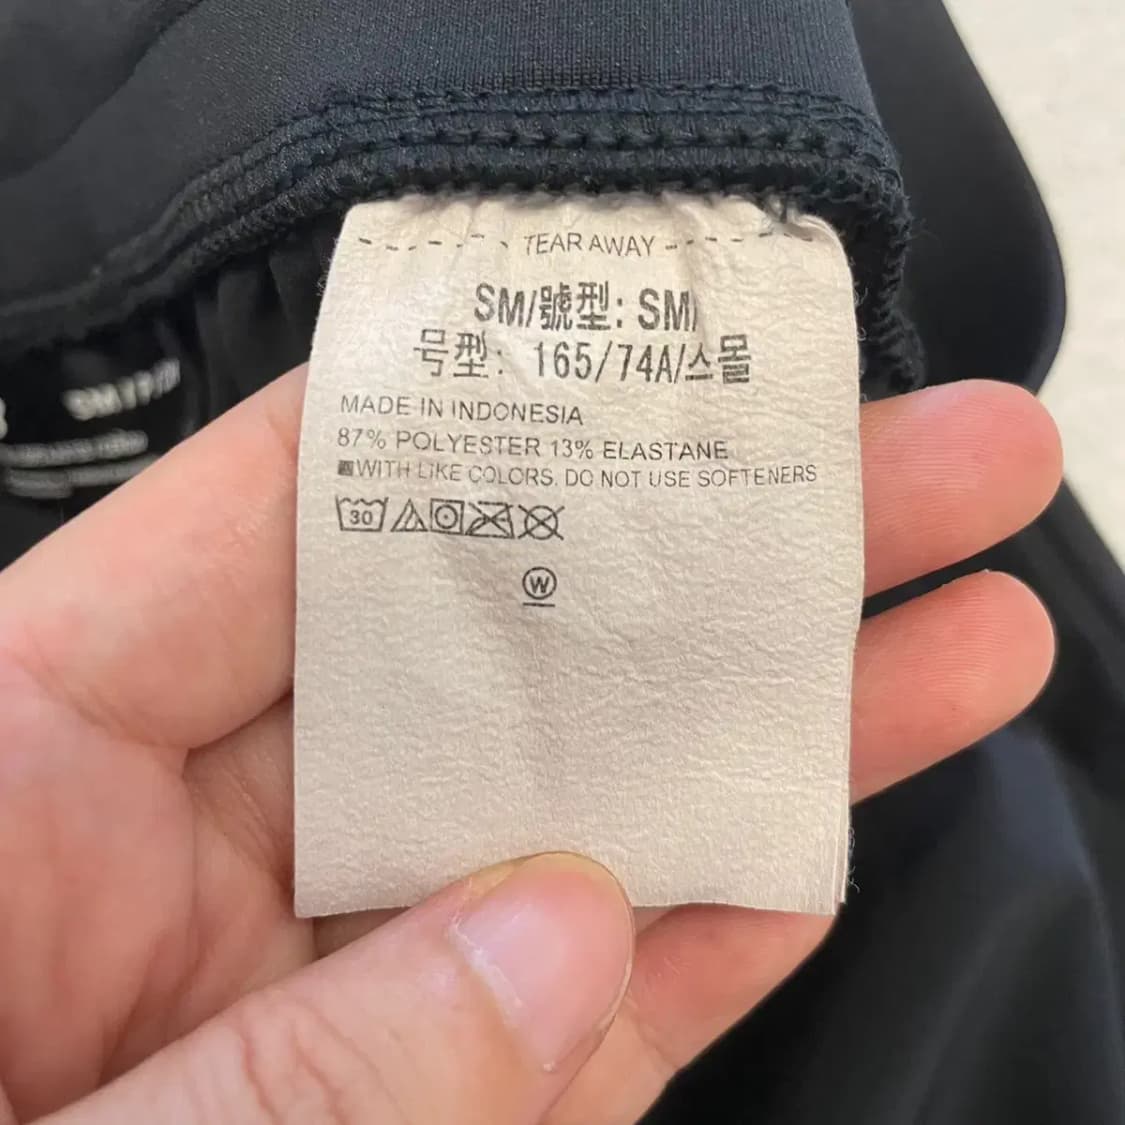 TEAR AWAY
SM/號型: SM/
号型: 165/74A/스몰
MADE IN INDONESIA
87% POLYESTER 13% ELASTANE
WITH LIKE COLORS. DO NOT USE SOFTENERS
30
W
SM